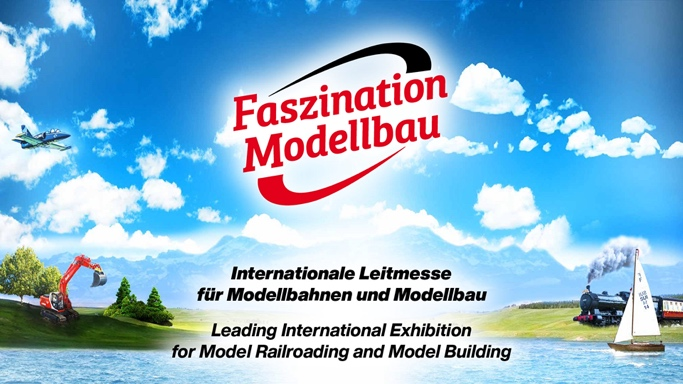 Faszination
Modellbau
Internationale Leitmesse
für Modellbahnen und Modellbau
Leading International Exhibition
for Model Railroading and Model Building